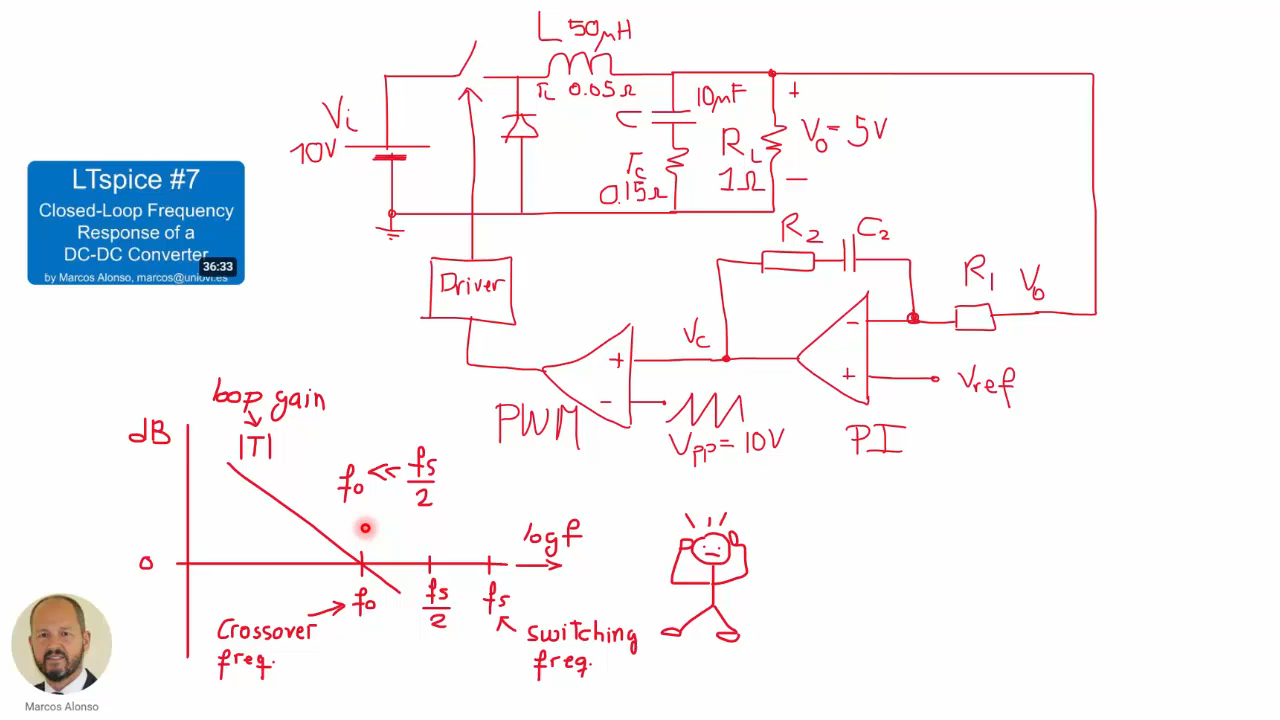 LTspice #7
Closed-Loop Frequency
Response of a
DC-DC Converter
36:33
by Marcos Alonso, marcos@uniovi.es
L 50μH
rL 0.05Ω
Vi
10V
C
10μF
rc
0.15Ω
RL
1Ω
+
Vo = 5V
−
Driver
R2
C2
R1
Vo
Vc
+
−
PWM
−
+
PI
Vref
Vpp = 10V
loop gain
dB
|T|
fo << fs/2
0
log f
fo
fs/2
fs
Crossover
freq.
switching
freq.
Marcos Alonso